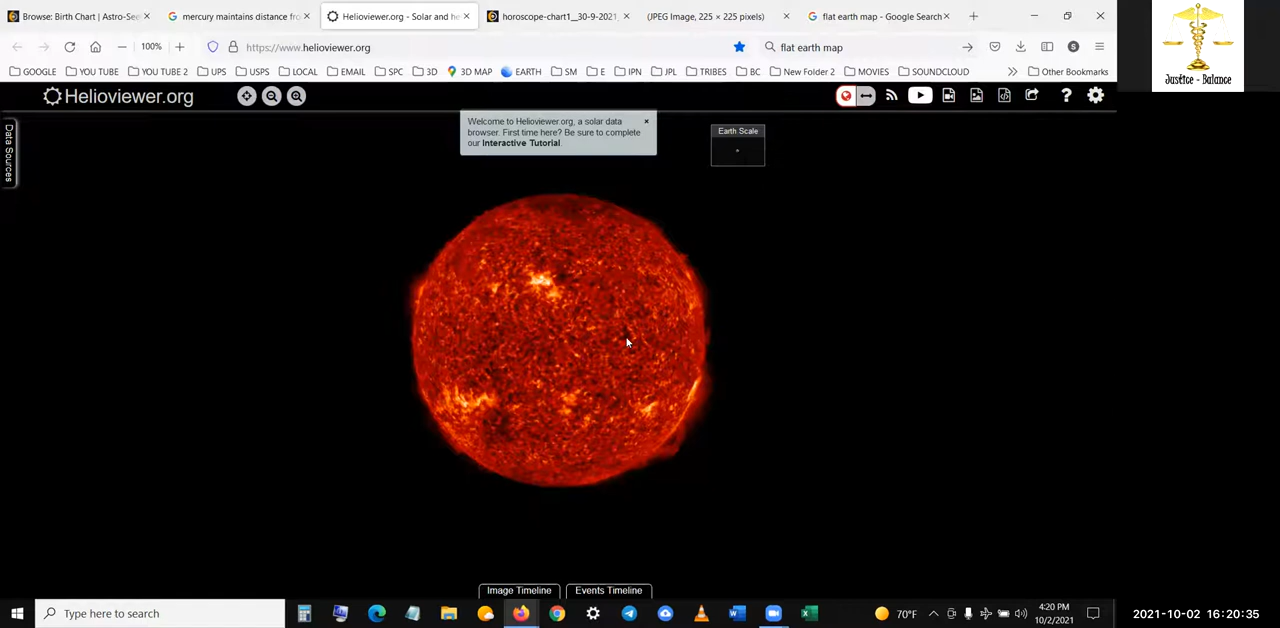 Browse: Birth Chart | Astro-See
mercury maintains distance fro
Helioviewer.org - Solar and he
horoscope-chart1__30-9-2021_
(JPEG Image, 225 × 225 pixels)
flat earth map - Google Search
100%
https://www.helioviewer.org
flat earth map
S
GOOGLE YOU TUBE YOU TUBE 2 UPS USPS LOCAL EMAIL SPC 3D 3D MAP EARTH SM E IPN JPL TRIBES BC New Folder 2 MOVIES SOUNDCLOUD Other Bookmarks
Justice - Balance
Helioviewer.org
Data Sources
Welcome to Helioviewer.org, a solar data
browser. First time here? Be sure to complete
our Interactive Tutorial.
Earth Scale
Image Timeline
Events Timeline
Type here to search
70°F
4:20 PM
10/2/2021
2021-10-02 16:20:35